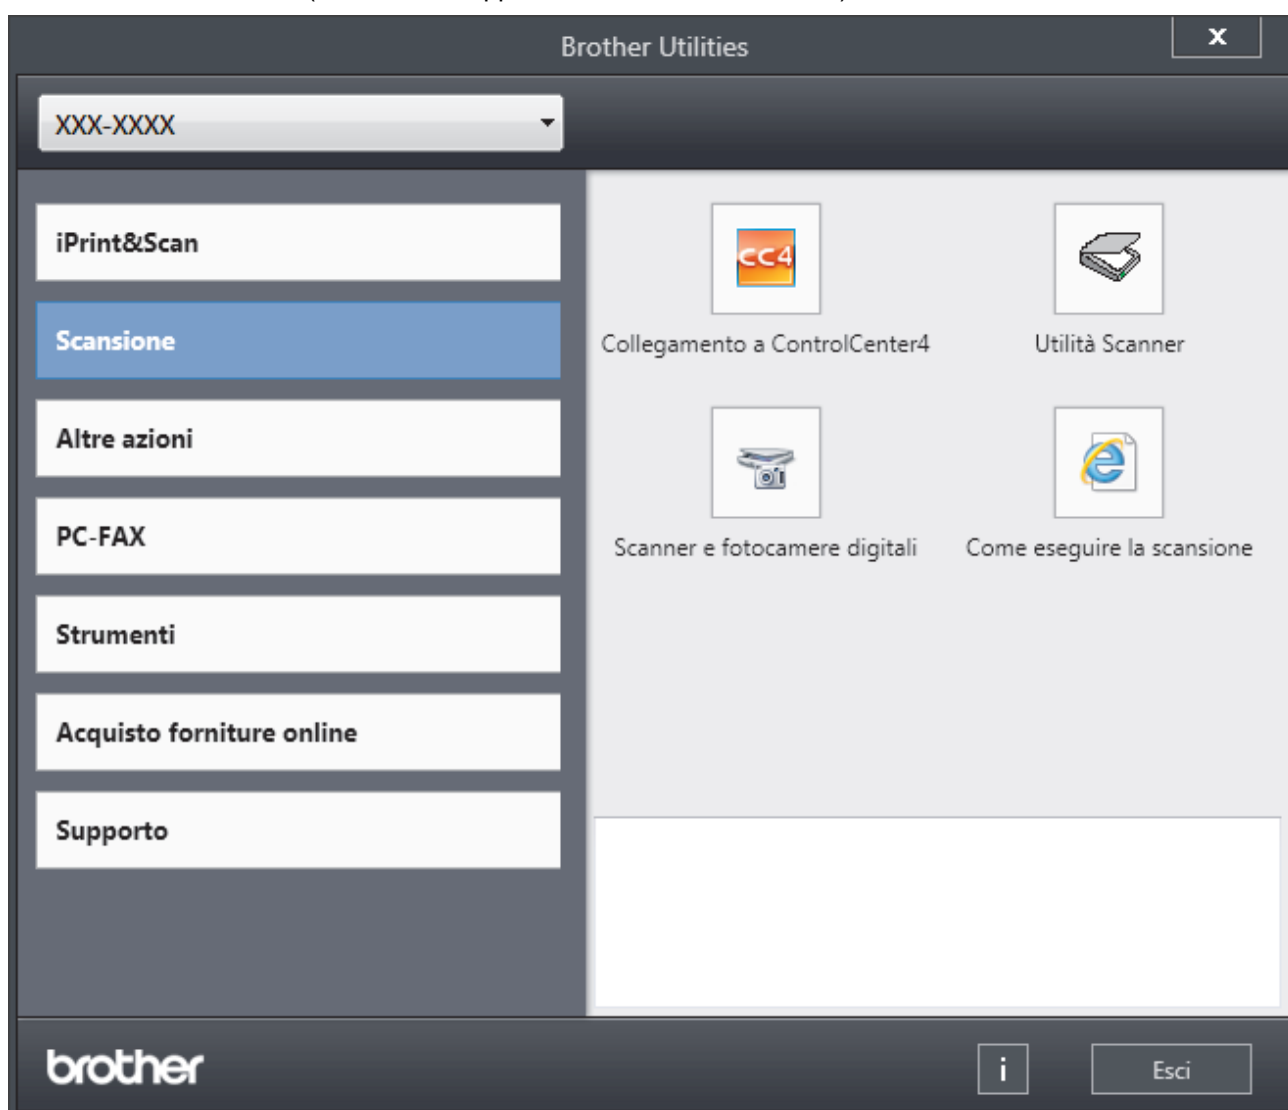 Brother Utilities
X
XXX-XXXX
iPrint&Scan
Scansione
Altre azioni
PC-FAX
Strumenti
Acquisto forniture online
Supporto
CC4
Collegamento a ControlCenter4
Utilità Scanner
Scanner e fotocamere digitali
Come eseguire la scansione
brother
i
Esci